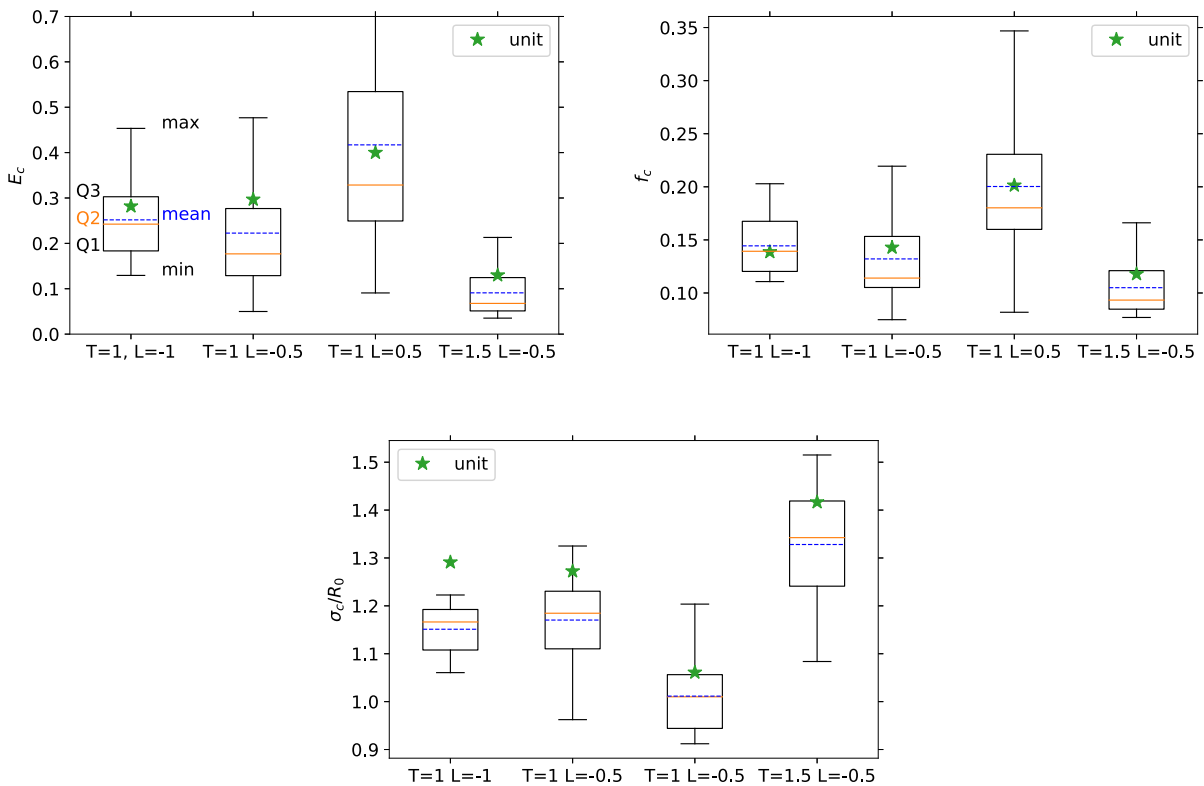 0.7
0.6
0.5
0.4
0.3
0.2
0.1
0.0
E_c
unit
max
Q3
Q2
mean
Q1
min
T=1, L=-1
T=1 L=-0.5
T=1 L=0.5
T=1.5 L=-0.5
0.35
0.30
0.25
0.20
0.15
0.10
f_c
unit
T=1 L=-1
T=1 L=-0.5
T=1 L=0.5
T=1.5 L=-0.5
1.5
1.4
1.3
1.2
1.1
1.0
0.9
σ_c/R_0
unit
T=1 L=-1
T=1 L=-0.5
T=1 L=-0.5
T=1.5 L=-0.5